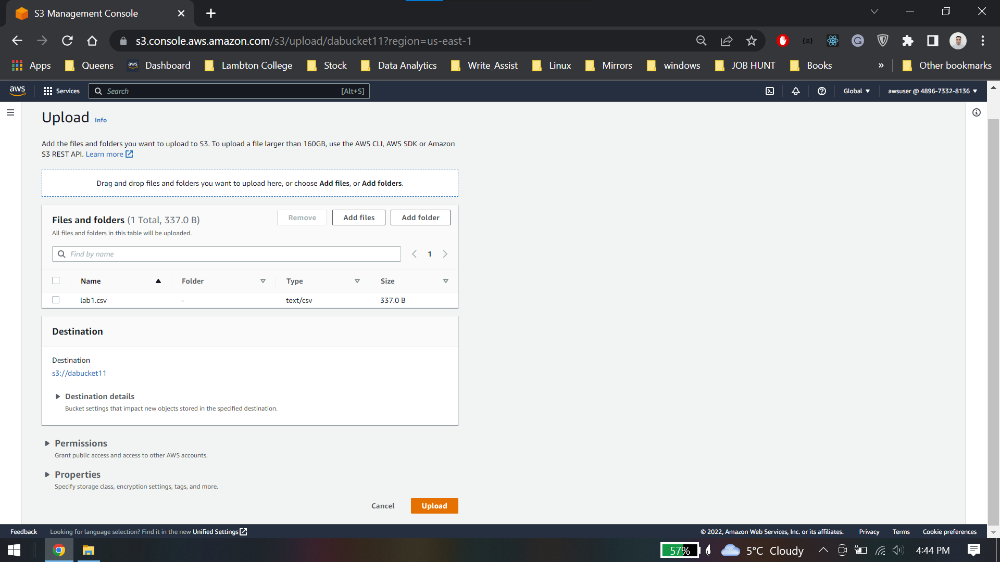 S3 Management Console
s3.console.aws.amazon.com/s3/upload/dabucket11?region=us-east-1
Apps Queens aws Dashboard Lambton College Stock Data Analytics Write_Assist Linux Mirrors windows JOB HUNT Books » Other bookmarks
aws Services Search [Alt+S] Global awsuser @ 4896-7332-8136
Upload Info
Add the files and folders you want to upload to S3. To upload a file larger than 160GB, use the AWS CLI, AWS SDK or Amazon
S3 REST API. Learn more
Drag and drop files and folders you want to upload here, or choose Add files, or Add folders.
Files and folders (1 Total, 337.0 B) Remove Add files Add folder
All files and folders in this table will be uploaded.
Find by name 1
Name Folder Type Size
lab1.csv - text/csv 337.0 B
Destination
Destination
s3://dabucket11
Destination details
Bucket settings that impact new objects stored in the specified destination.
Permissions
Grant public access and access to other AWS accounts.
Properties
Specify storage class, encryption settings, tags, and more.
Cancel Upload
Feedback Looking for language selection? Find it in the new Unified Settings © 2022, Amazon Web Services, Inc. or its affiliates. Privacy Terms Cookie preferences
57% 5°C Cloudy 4:44 PM